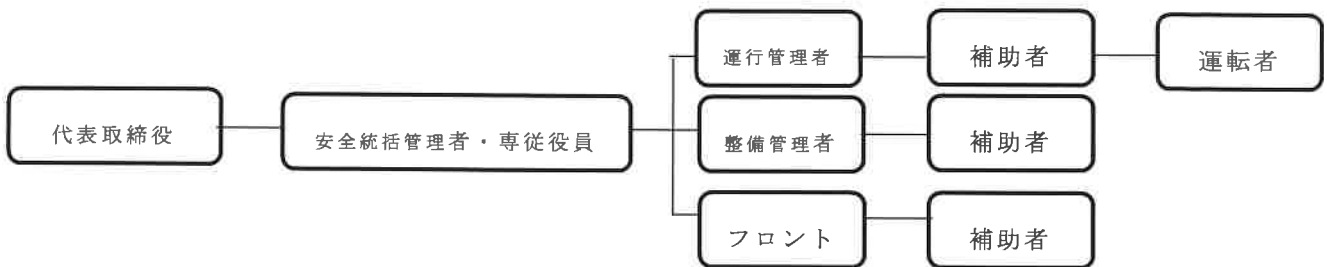 代表取締役
安全統括管理者・専従役員
運行管理者
補助者
運転者
整備管理者
補助者
フロント
補助者